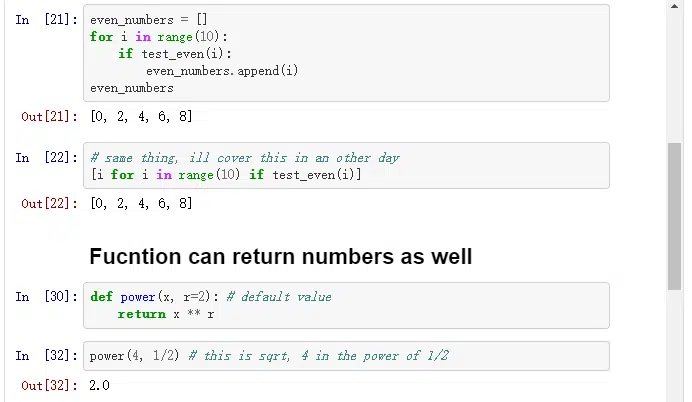 In [21]: even_numbers = []
for i in range(10):
    if test_even(i):
        even_numbers.append(i)
even_numbers
Out[21]: [0, 2, 4, 6, 8]
In [22]: # same thing, ill cover this in an other day
[i for i in range(10) if test_even(i)]
Out[22]: [0, 2, 4, 6, 8]
Fucntion can return numbers as well
In [30]: def power(x, r=2): # default value
    return x ** r
In [32]: power(4, 1/2) # this is sqrt, 4 in the power of 1/2
Out[32]: 2.0